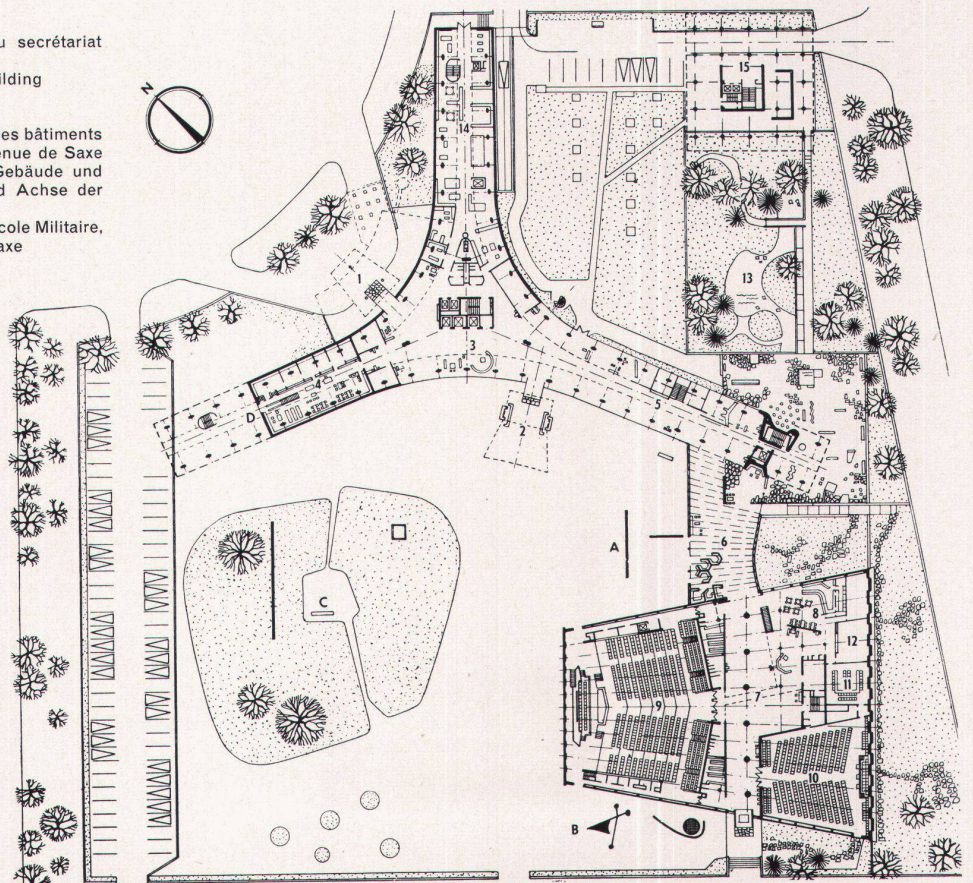 u secrétariat
ilding
es bâtiments
enue de Saxe
Gebäude und
d Achse der
cole Militaire,
axe
N
15
14
13
1
3
4
D
2
5
6
A
C
8
12
11
7
9
10
B